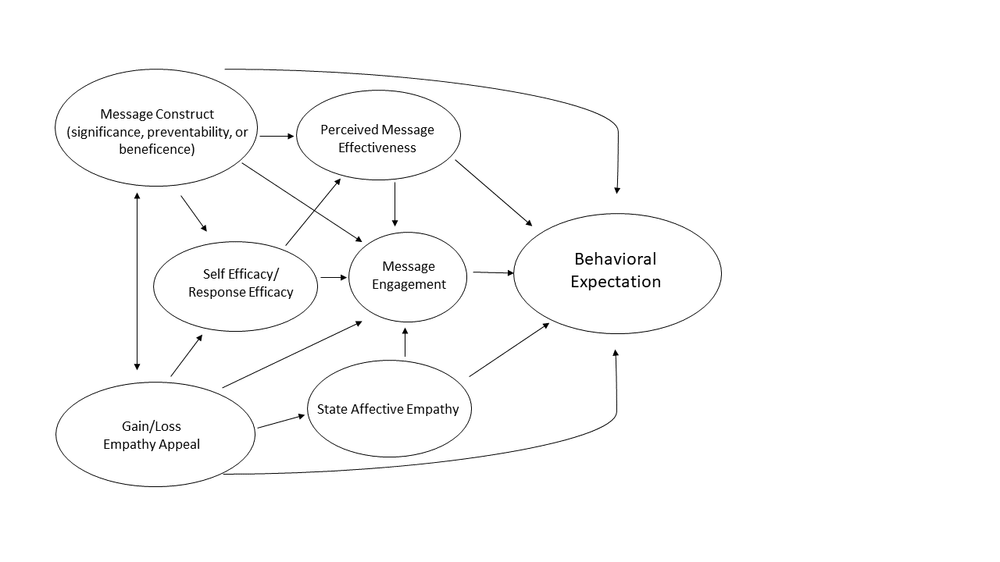 Message Construct
(significance, preventability, or
beneficence)
Perceived Message
Effectiveness
Behavioral
Expectation
Self Efficacy/
Response Efficacy
Message
Engagement
State Affective Empathy
Gain/Loss
Empathy Appeal